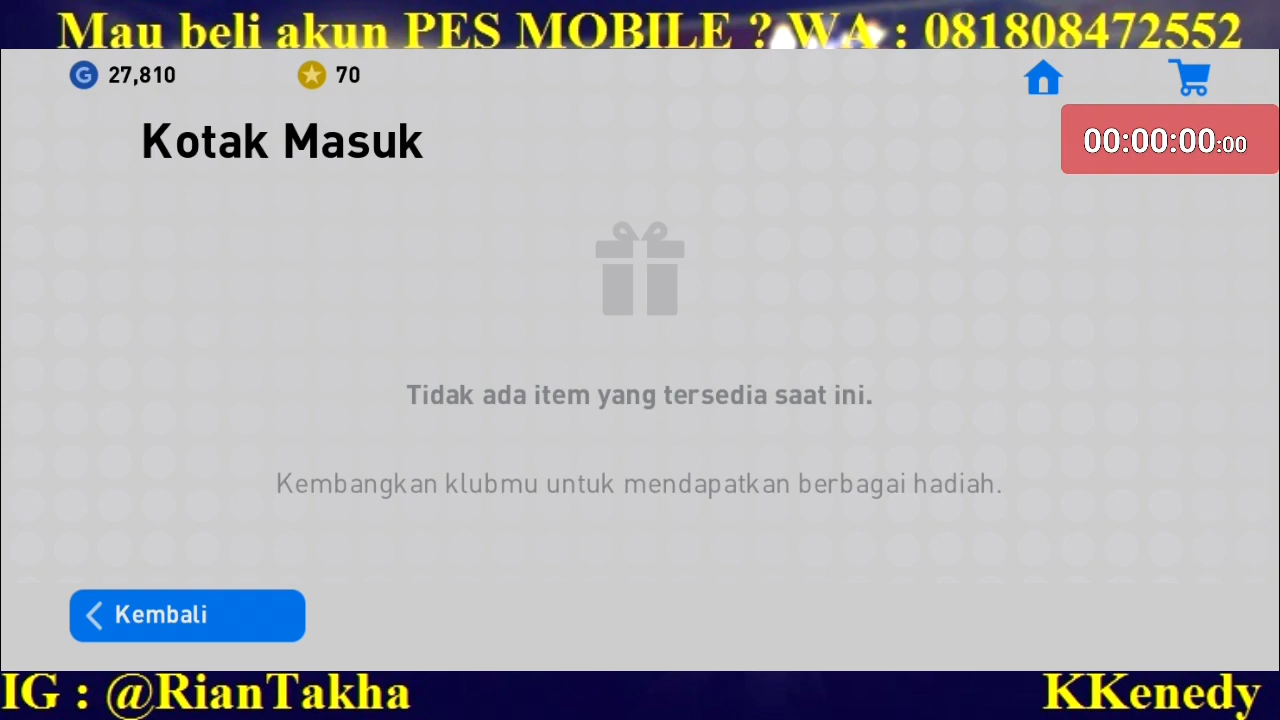 Mau beli akun PES MOBILE ? WA : 081808472552
G 27,810 70
Kotak Masuk
00:00:00:00
Tidak ada item yang tersedia saat ini.
Kembangkan klubmu untuk mendapatkan berbagai hadiah.
Kembali
IG : @RianTakha KKenedy